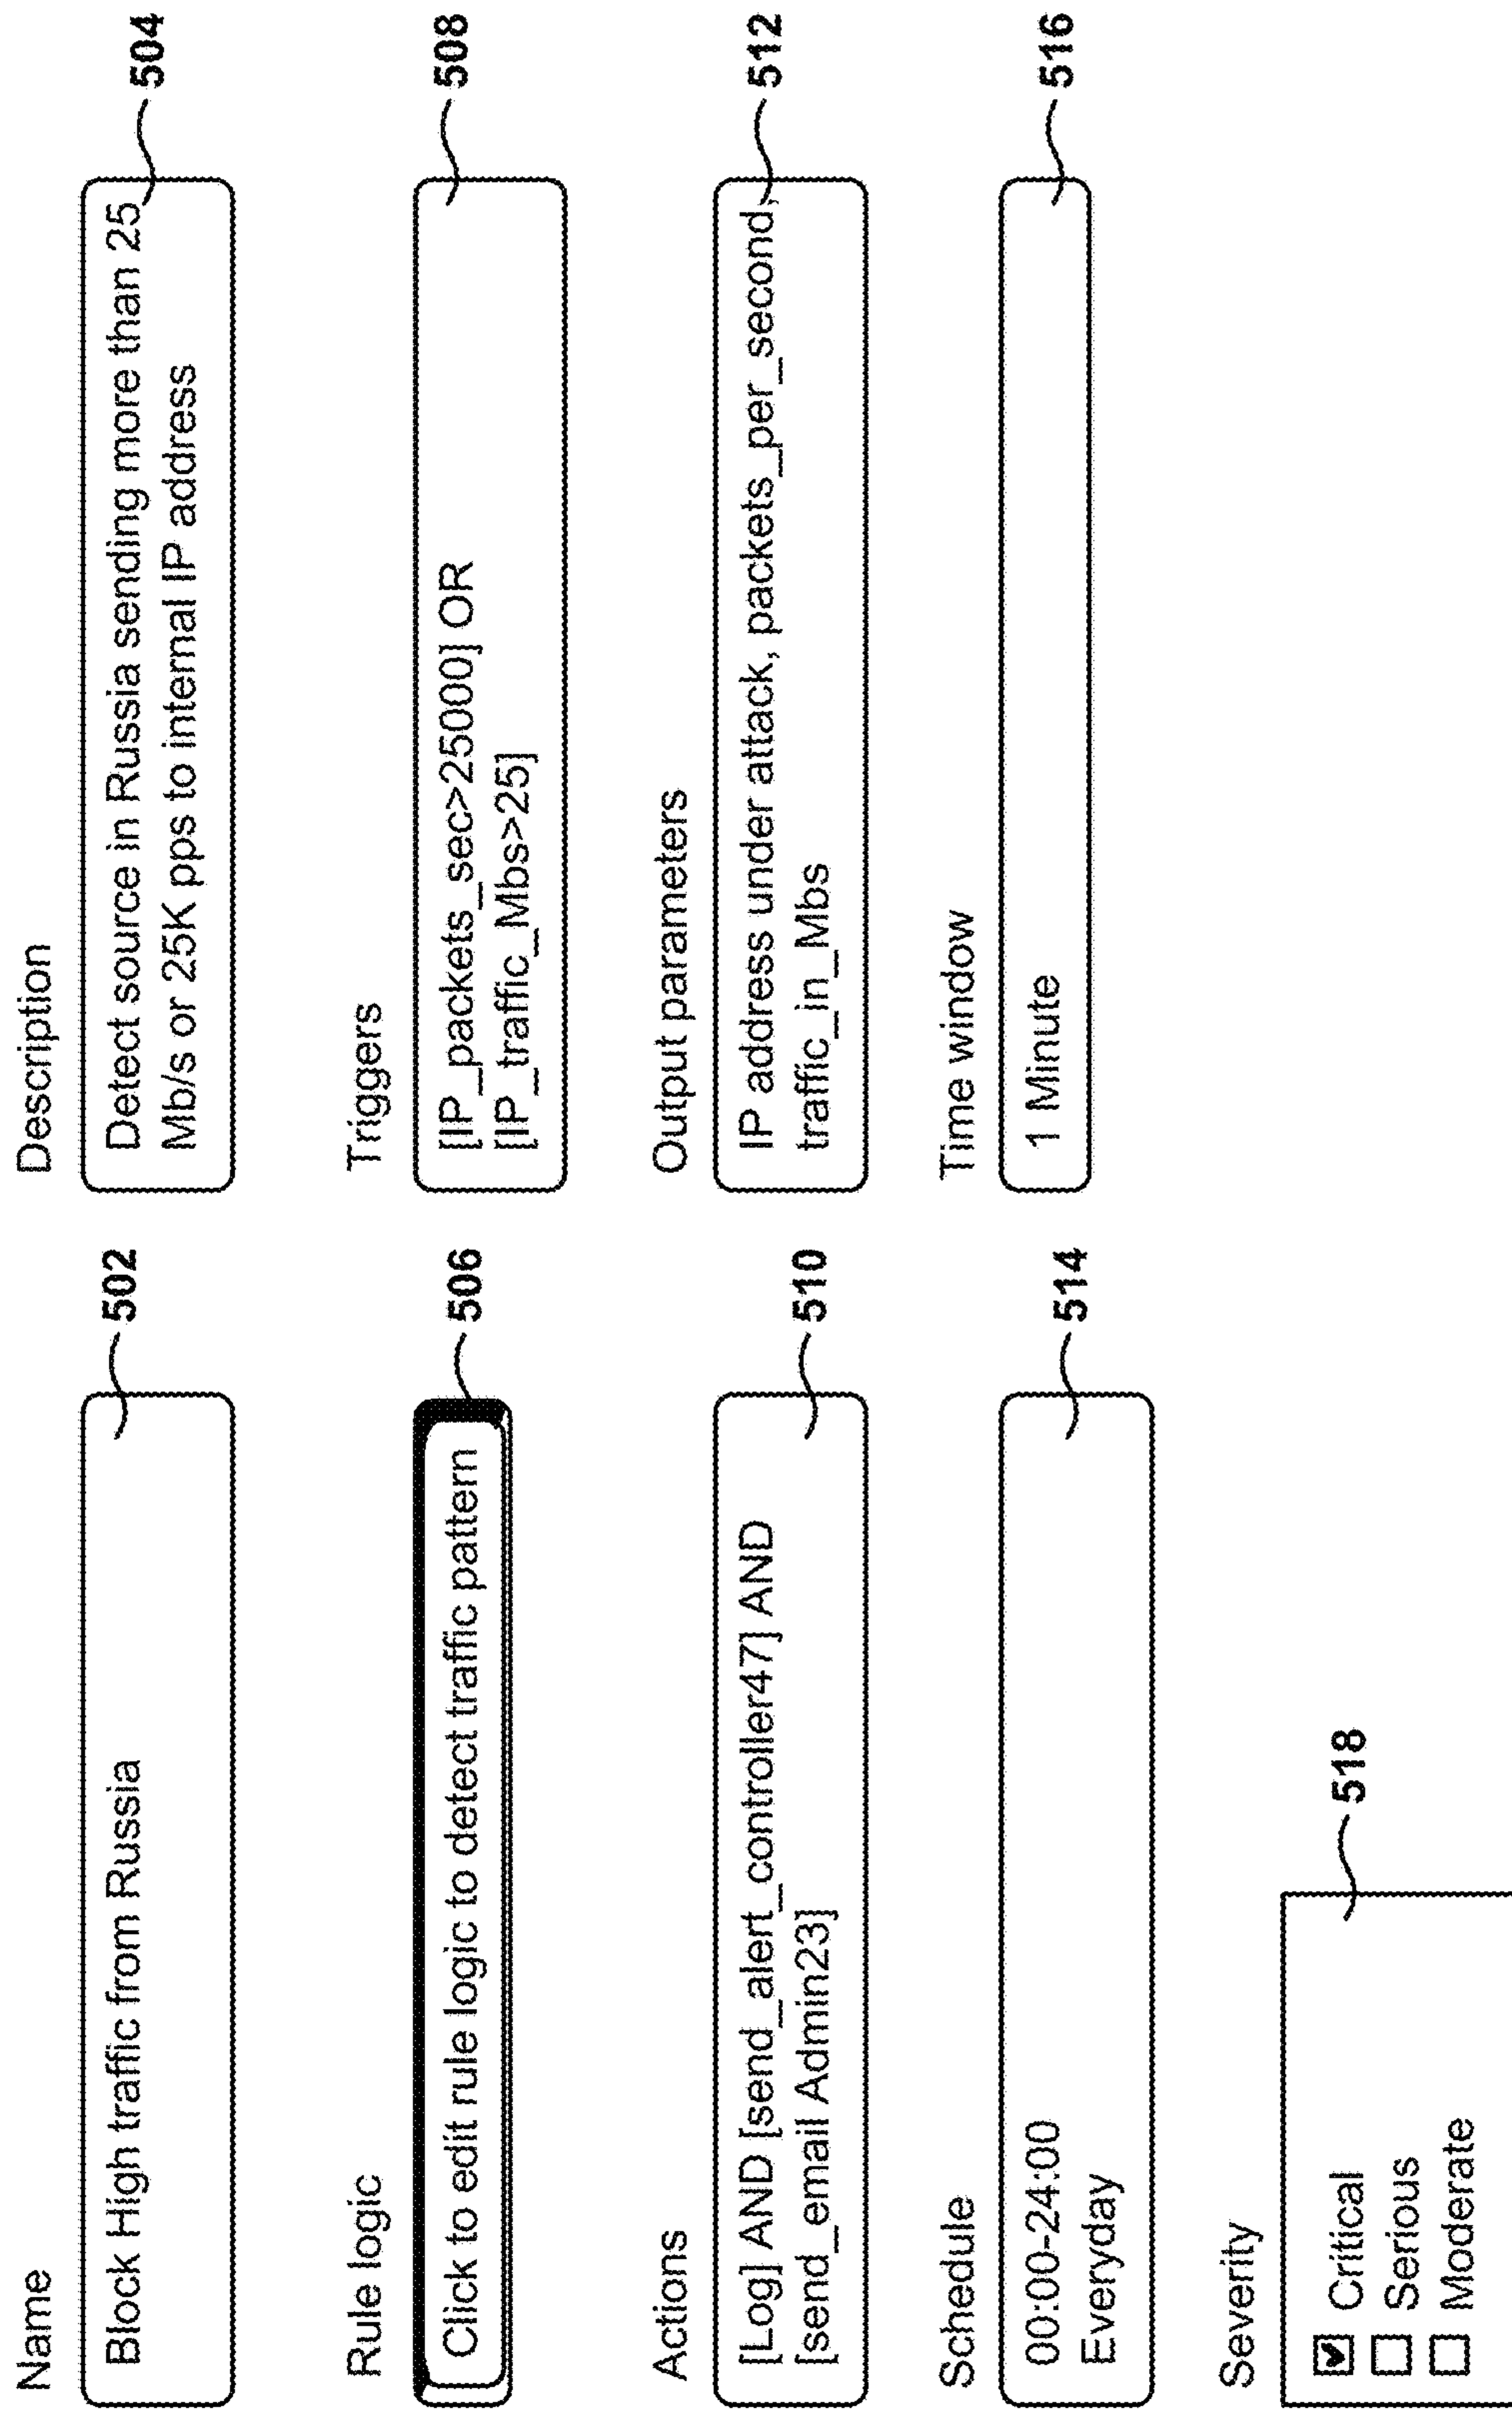 Name
Block High traffic from Russia
502
Description
Detect source in Russia sending more than 25
Mb/s or 25K pps to internal IP address
504
Rule logic
Click to edit rule logic to detect traffic pattern
506
Triggers
[IP_packets_sec>25000] OR
[IP_traffic_Mbs>25]
508
Actions
[Log] AND [send_alert_controller47] AND
[send_email Admin23]
510
Output parameters
IP address under attack, packets_per_second,
traffic_in_Mbs
512
Schedule
00:00-24:00
Everyday
514
Time window
1 Minute
516
Severity
Critical
Serious
Moderate
518